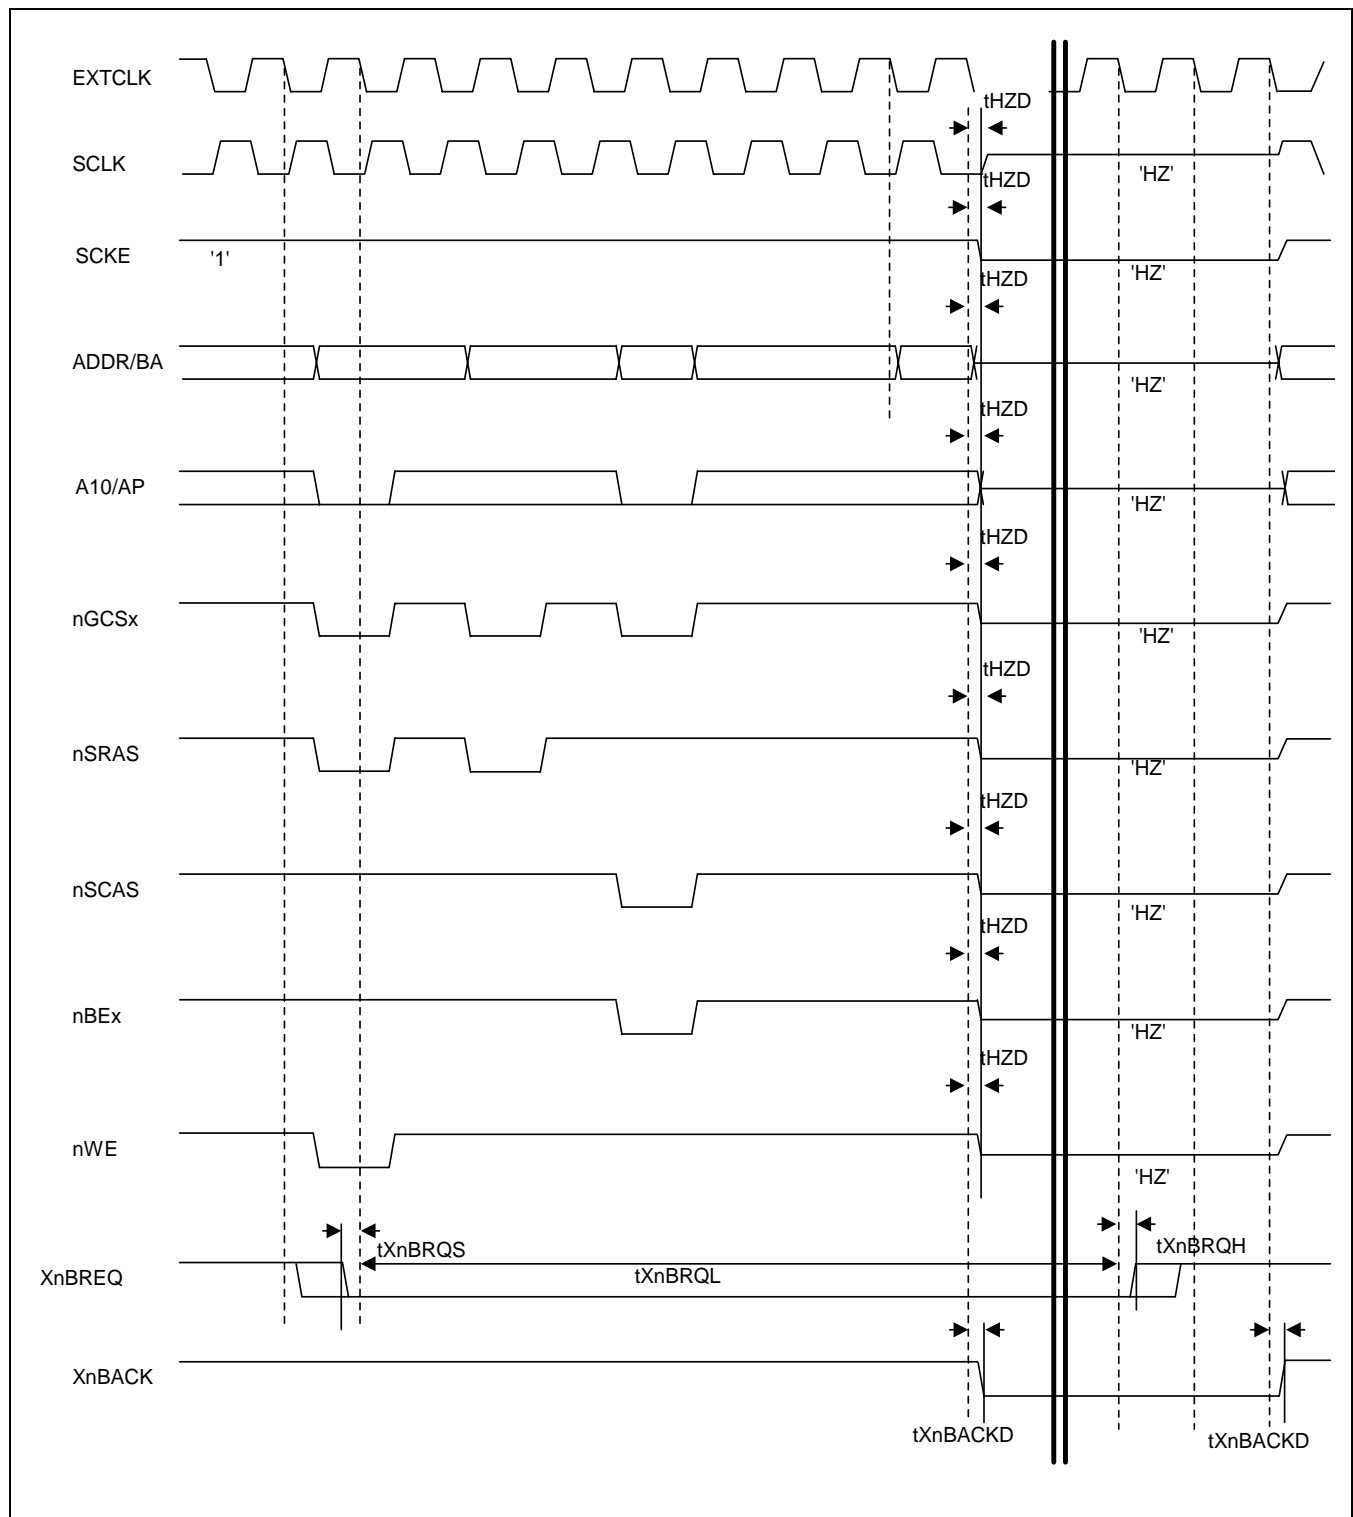 EXTCLK
tHZD
SCLK
'HZ'
tHZD
SCKE
'1'
'HZ'
tHZD
ADDR/BA
'HZ'
tHZD
A10/AP
'HZ'
tHZD
nGCSx
'HZ'
tHZD
nSRAS
'HZ'
tHZD
nSCAS
'HZ'
tHZD
nBEx
'HZ'
tHZD
nWE
'HZ'
tXnBRQS
tXnBRQH
XnBREQ
tXnBRQL
XnBACK
tXnBACKD
tXnBACKD